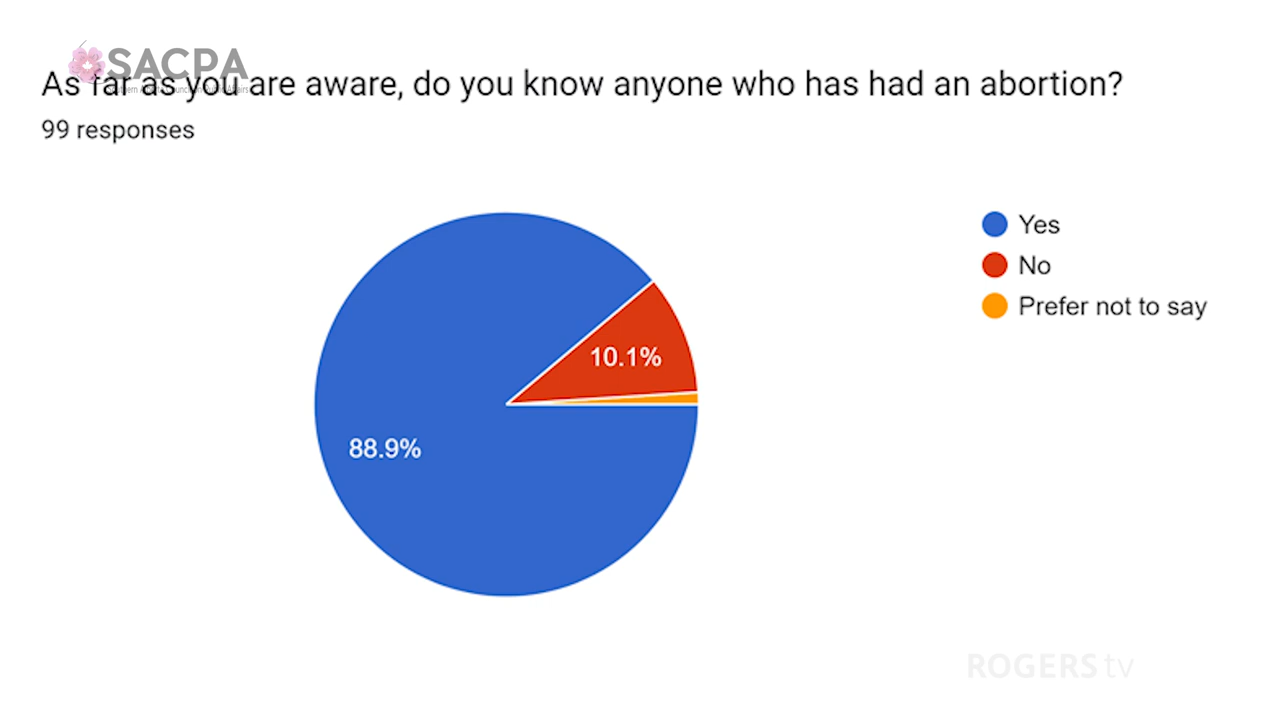 SACPA
As far as you are aware, do you know anyone who has had an abortion?
99 responses
Yes
No
Prefer not to say
10.1%
88.9%
ROGERS tv